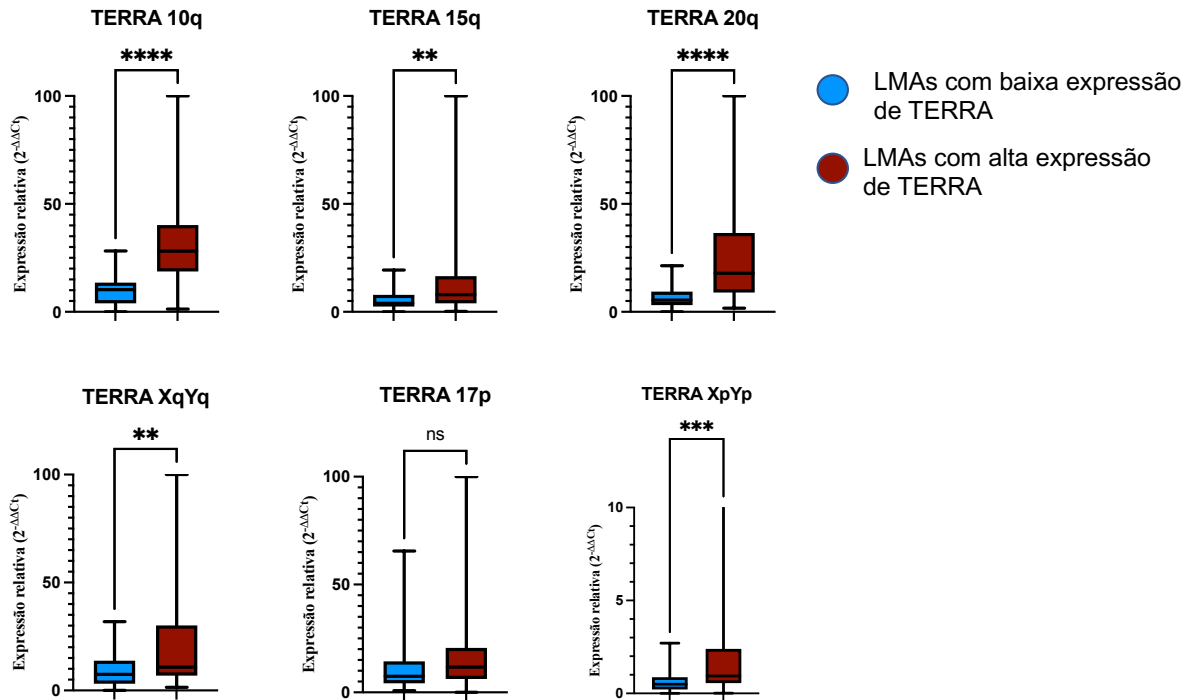 TERRA 10q
TERRA 15q
TERRA 20q
****
**
****
LMAs com baixa expressão
de TERRA
LMAs com alta expressão
de TERRA
100
50
0
Expressão relativa (2-ΔΔCt)
100
50
0
Expressão relativa (2-ΔΔCt)
100
50
0
Expressão relativa (2-ΔΔCt)
TERRA XqYq
TERRA 17p
TERRA XpYp
**
ns
***
100
50
0
Expressão relativa (2-ΔΔCt)
100
50
0
Expressão relativa (2-ΔΔCt)
10
5
0
Expressão relativa (2-ΔΔCt)